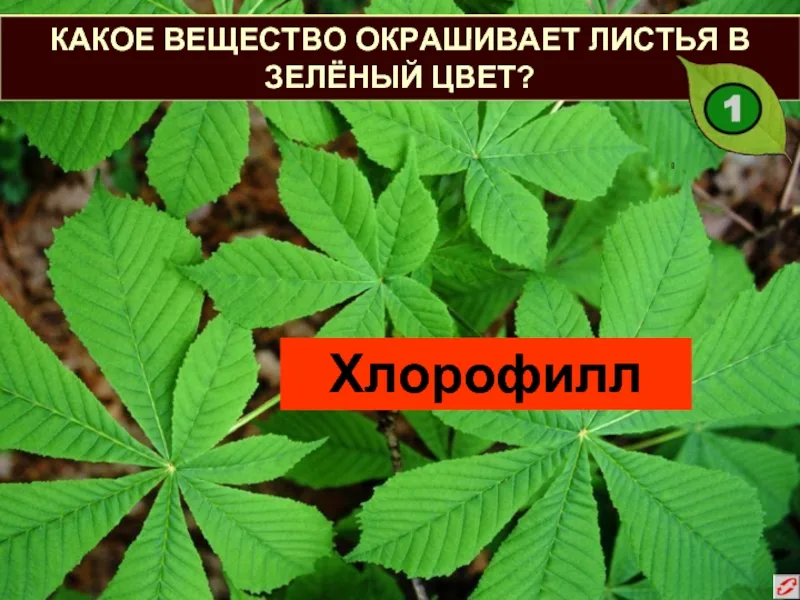 КАКОЕ ВЕЩЕСТВО ОКРАШИВАЕТ ЛИСТЬЯ В
ЗЕЛЁНЫЙ ЦВЕТ?
1
Хлорофилл